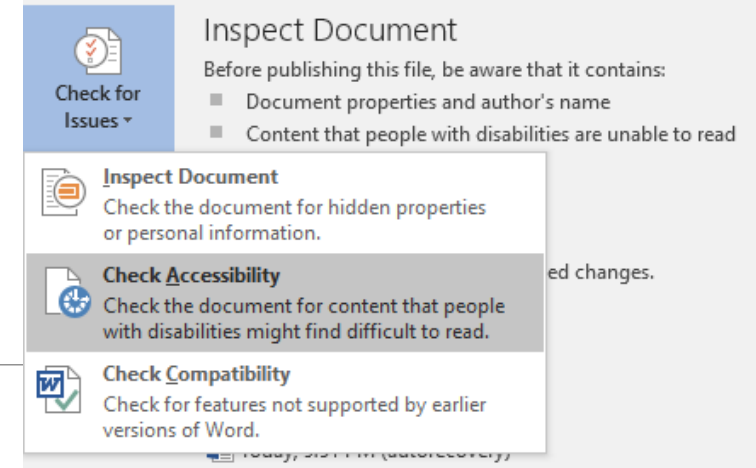 Inspect Document
Before publishing this file, be aware that it contains:
Check for
Issues
Document properties and author's name
Content that people with disabilities are unable to read
Inspect Document
Check the document for hidden properties
or personal information.
Check Accessibility
Check the document for content that people
with disabilities might find difficult to read.
ed changes.
Check Compatibility
Check for features not supported by earlier
versions of Word.